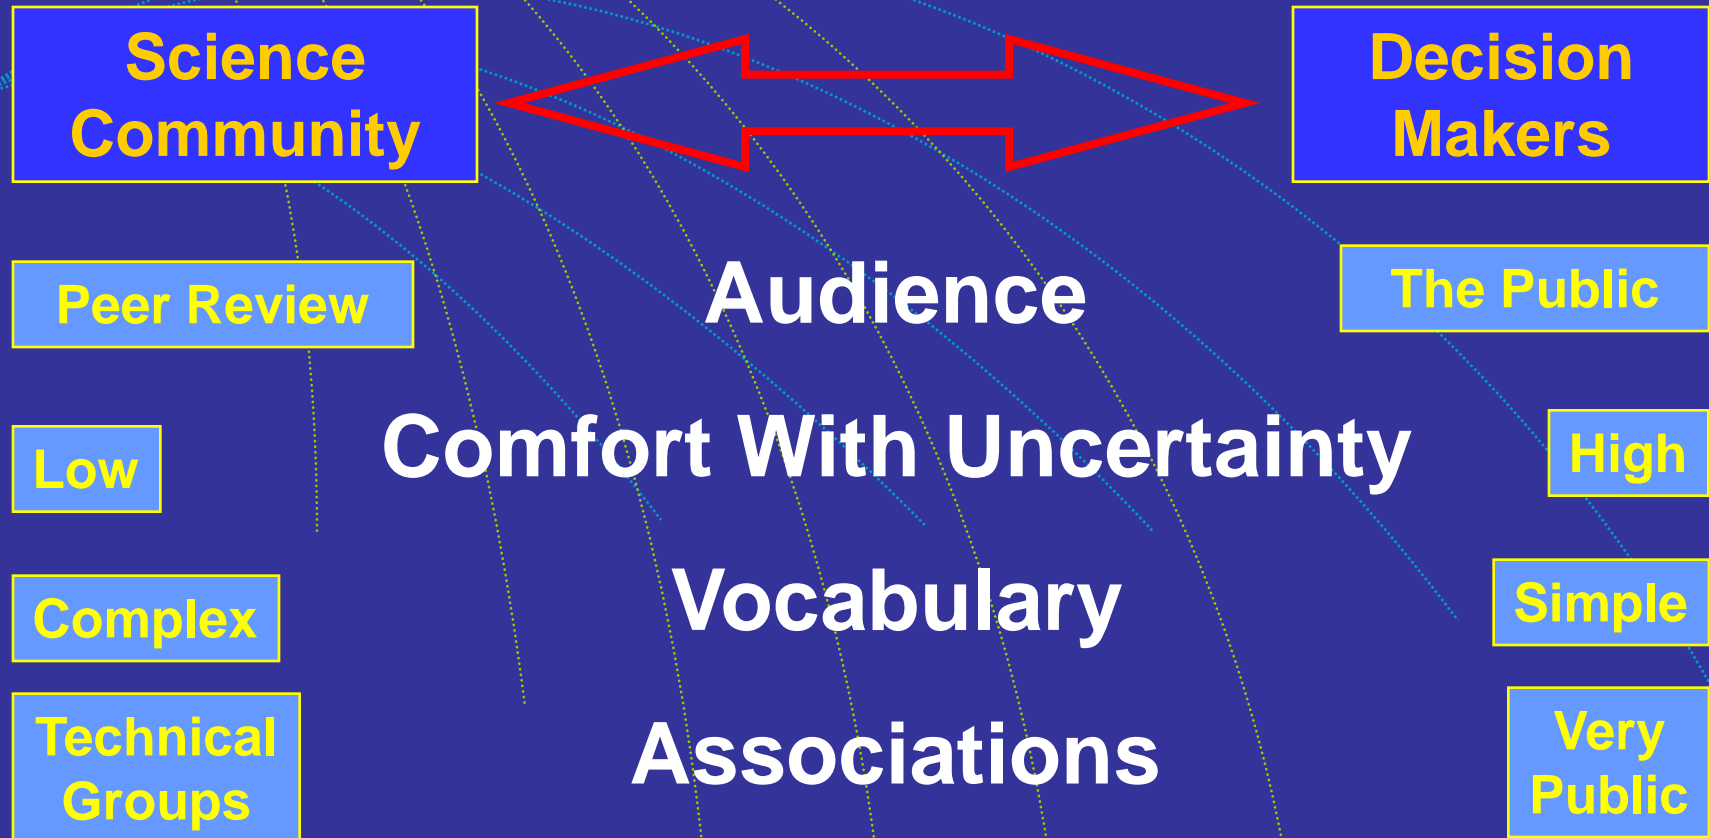 Science
Community
Decision
Makers
Peer Review
Audience
The Public
Low
Comfort With Uncertainty
High
Complex
Vocabulary
Simple
Technical
Groups
Associations
Very
Public